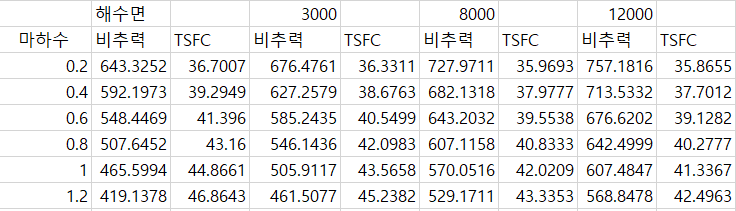 해수면 3000 8000 12000
마하수 비추력 TSFC 비추력 TSFC 비추력 TSFC 비추력 TSFC
0.2 643.3252 36.7007 676.4761 36.3311 727.9711 35.9693 757.1816 35.8655
0.4 592.1973 39.2949 627.2579 38.6763 682.1318 37.9777 713.5332 37.7012
0.6 548.4469 41.396 585.2435 40.5499 643.2032 39.5538 676.6202 39.1282
0.8 507.6452 43.16 546.1436 42.0983 607.1158 40.8333 642.4999 40.2777
1 465.5994 44.8661 505.9117 43.5658 570.0516 42.0209 607.4847 41.3367
1.2 419.1378 46.8643 461.5077 45.2382 529.1711 43.3353 568.8478 42.4963